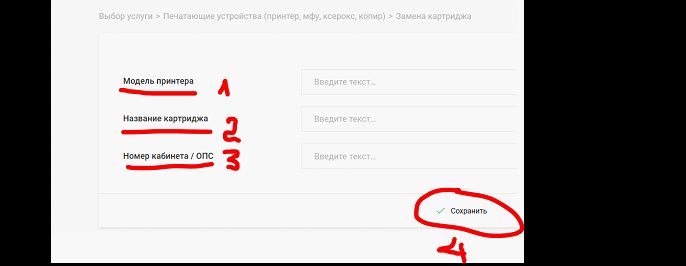 Выбор услуги > Печатающие устройства (принтер, мфу, ксерокс, копир) > Замена картриджа
Модель принтера 1 Введите текст...
Название картриджа 2 Введите текст...
Номер кабинета / ОПС 3 Введите текст...
Сохранить
4